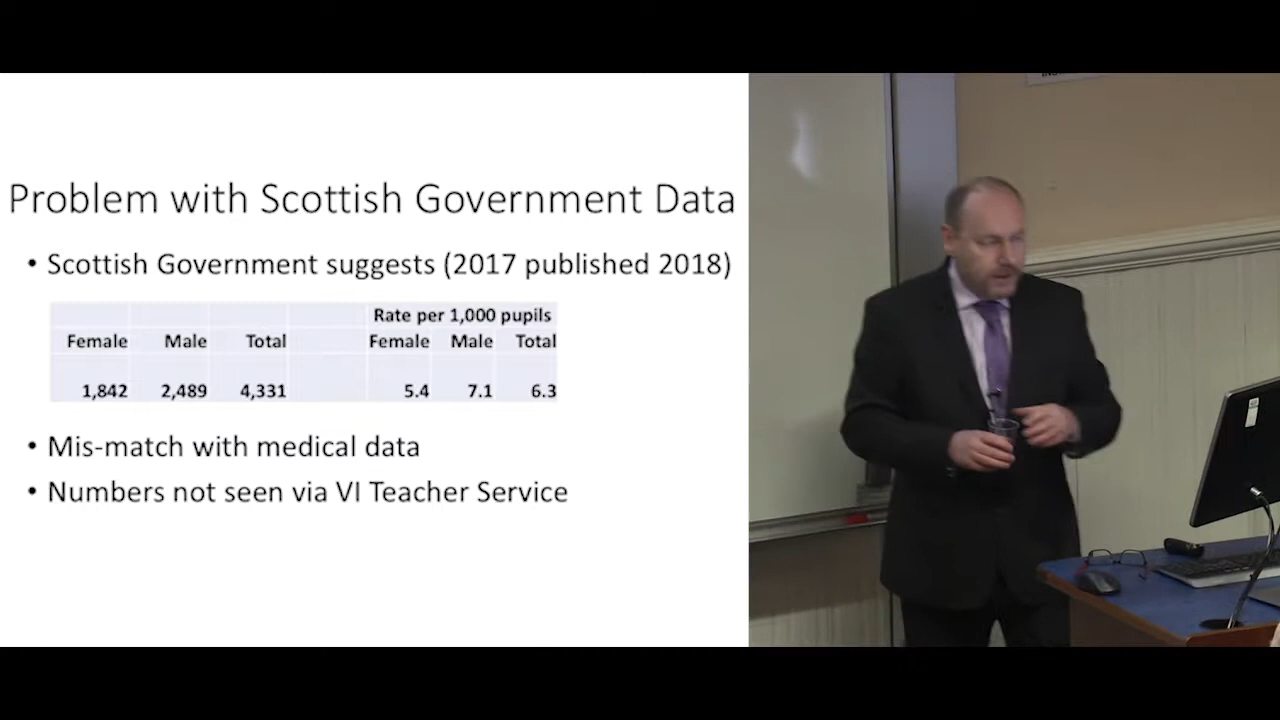 Problem with Scottish Government Data
• Scottish Government suggests (2017 published 2018)
Rate per 1,000 pupils
Female Male Total Female Male Total
1,842 2,489 4,331 5.4 7.1 6.3
• Mis-match with medical data
• Numbers not seen via VI Teacher Service